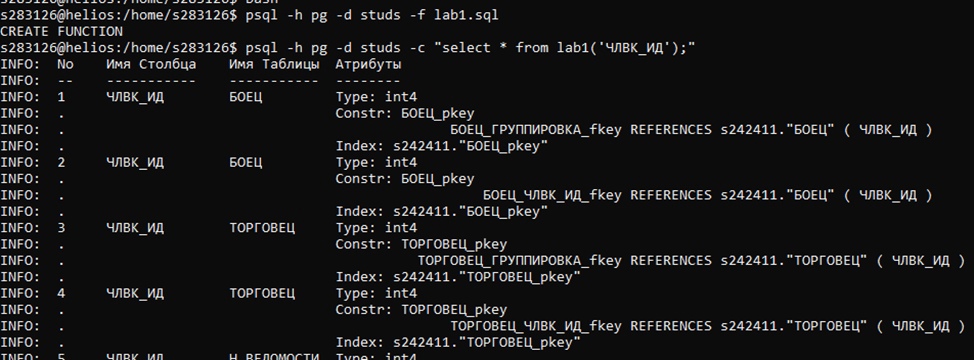 s283126@helios:/home/s283126$ psql -h pg -d studs -f lab1.sql
CREATE FUNCTION
s283126@helios:/home/s283126$ psql -h pg -d studs -c "select * from lab1('ЧЛВК_ИД');"
INFO:  No    Имя Столбца    Имя Таблицы  Атрибуты
INFO:  --    -----------    -----------  --------
INFO:  1     ЧЛВК_ИД        БОЕЦ         Type: int4
INFO:  .                                 Constr: БОЕЦ_pkey
INFO:  .                                               БОЕЦ_ГРУППИРОВКА_fkey REFERENCES s242411."БОЕЦ" ( ЧЛВК_ИД )
INFO:  .                                 Index: s242411."БОЕЦ_pkey"
INFO:  2     ЧЛВК_ИД        БОЕЦ         Type: int4
INFO:  .                                 Constr: БОЕЦ_pkey
INFO:  .                                                   БОЕЦ_ЧЛВК_ИД_fkey REFERENCES s242411."БОЕЦ" ( ЧЛВК_ИД )
INFO:  .                                 Index: s242411."БОЕЦ_pkey"
INFO:  3     ЧЛВК_ИД        ТОРГОВЕЦ     Type: int4
INFO:  .                                 Constr: ТОРГОВЕЦ_pkey
INFO:  .                                           ТОРГОВЕЦ_ГРУППИРОВКА_fkey REFERENCES s242411."ТОРГОВЕЦ" ( ЧЛВК_ИД )
INFO:  .                                 Index: s242411."ТОРГОВЕЦ_pkey"
INFO:  4     ЧЛВК_ИД        ТОРГОВЕЦ     Type: int4
INFO:  .                                 Constr: ТОРГОВЕЦ_pkey
INFO:  .                                               ТОРГОВЕЦ_ЧЛВК_ИД_fkey REFERENCES s242411."ТОРГОВЕЦ" ( ЧЛВК_ИД )
INFO:  .                                 Index: s242411."ТОРГОВЕЦ_pkey"
INFO:  5     ЧЛВК_ИД        Н_ВЕДОМОСТИ  Type: int4